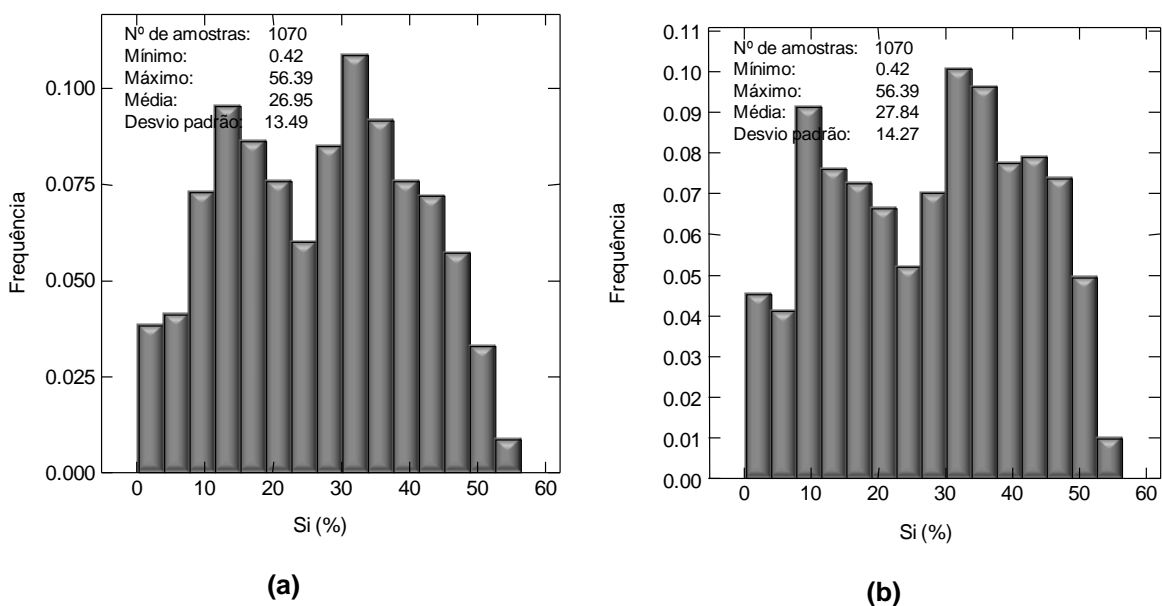 Nº de amostras: 1070
Mínimo: 0.42
Máximo: 56.39
Média: 26.95
Desvio padrão: 13.49
0.100
0.075
0.050
0.025
0.000
Frequência
0 10 20 30 40 50 60
Si (%)
(a)
Nº de amostras: 1070
Mínimo: 0.42
Máximo: 56.39
Média: 27.84
Desvio padrão: 14.27
0.11
0.10
0.09
0.08
0.07
0.06
0.05
0.04
0.03
0.02
0.01
0.00
Frequência
0 10 20 30 40 50 60
Si (%)
(b)